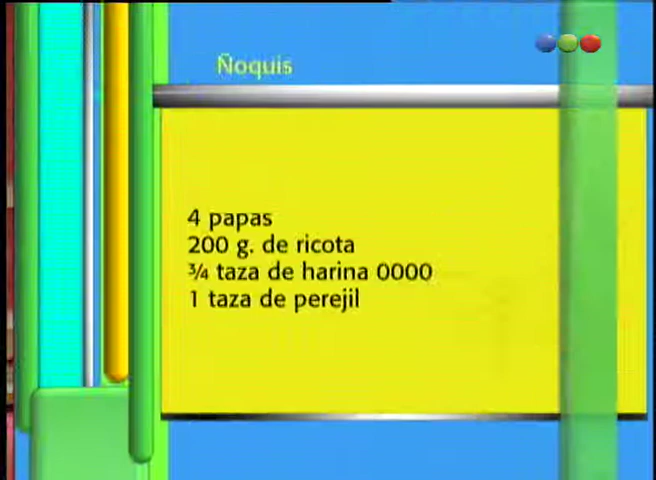 Ñoquis
4 papas
200 g. de ricota
¾ taza de harina 0000
1 taza de perejil